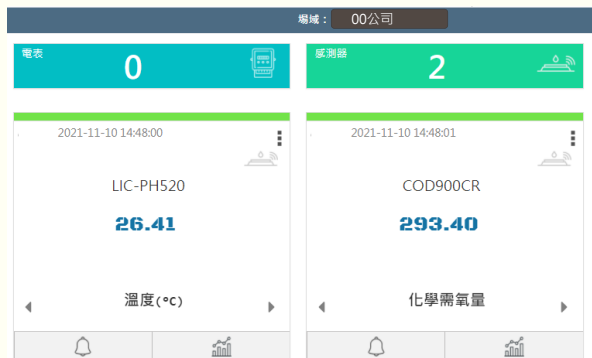 場域： 00公司
電表
0
感測器
2
2021-11-10 14:48:00
LIC-PH520
26.41
溫度(°C)
2021-11-10 14:48:01
COD900CR
293.40
化學需氧量